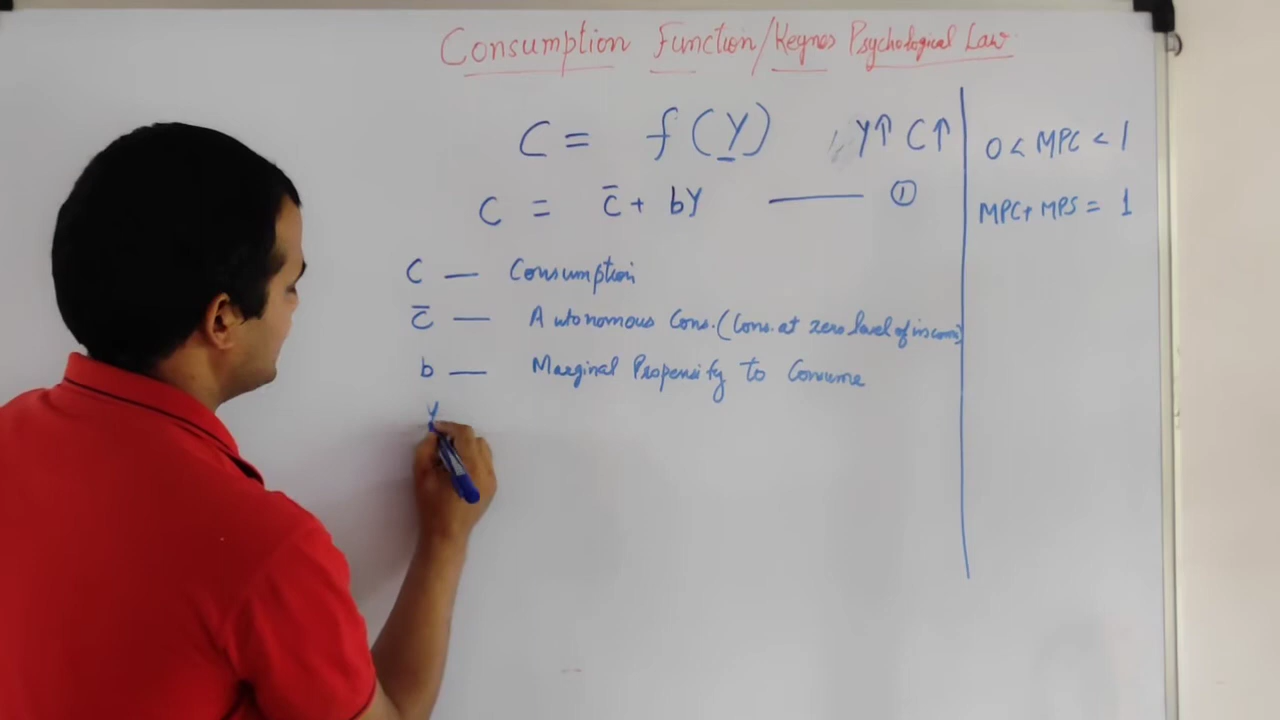 Consumption Function/Keynes Psychological Law
C = f(Y) Y↑ C↑
C = c̄ + bY —— ①
C — Consumption
c̄ — Autonomous Cons. (Cons. at zero level of income)
b — Marginal Propensity to Consume
Y
0 < MPC < 1
MPC + MPS = 1